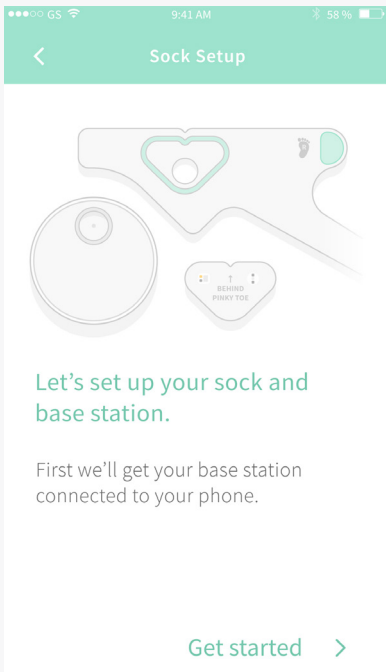 GS 9:41 AM 58 %
Sock Setup
BEHIND
PINKY TOE
Let’s set up your sock and
base station.
First we’ll get your base station
connected to your phone.
Get started